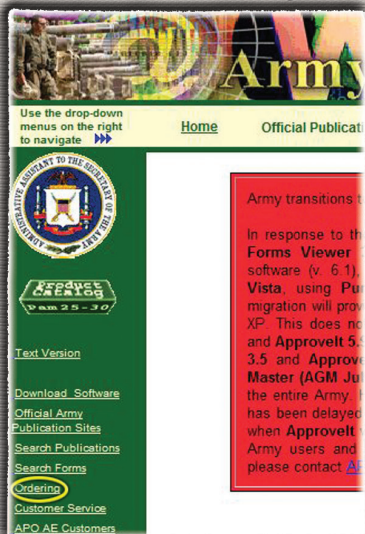 Army
Use the drop-down
menus on the right
to navigate
Home
Official Publicat
ADMINISTRATIVE ASSISTANT TO THE SECRETARY OF THE ARMY
Product
Catalog
Pam 25-30
Text Version
Download Software
Official Army
Publication Sites
Search Publications
Search Forms
Ordering
Customer Service
APO AE Customers
Army transitions t
In response to th
Forms Viewer
software (v. 6.1),
Vista, using Pu
migration will prov
XP. This does no
and ApproveIt 5.
3.5 and Approve
Master (AGM Jul
the entire Army.
has been delayed
when ApproveIt
Army users and
please contact AP